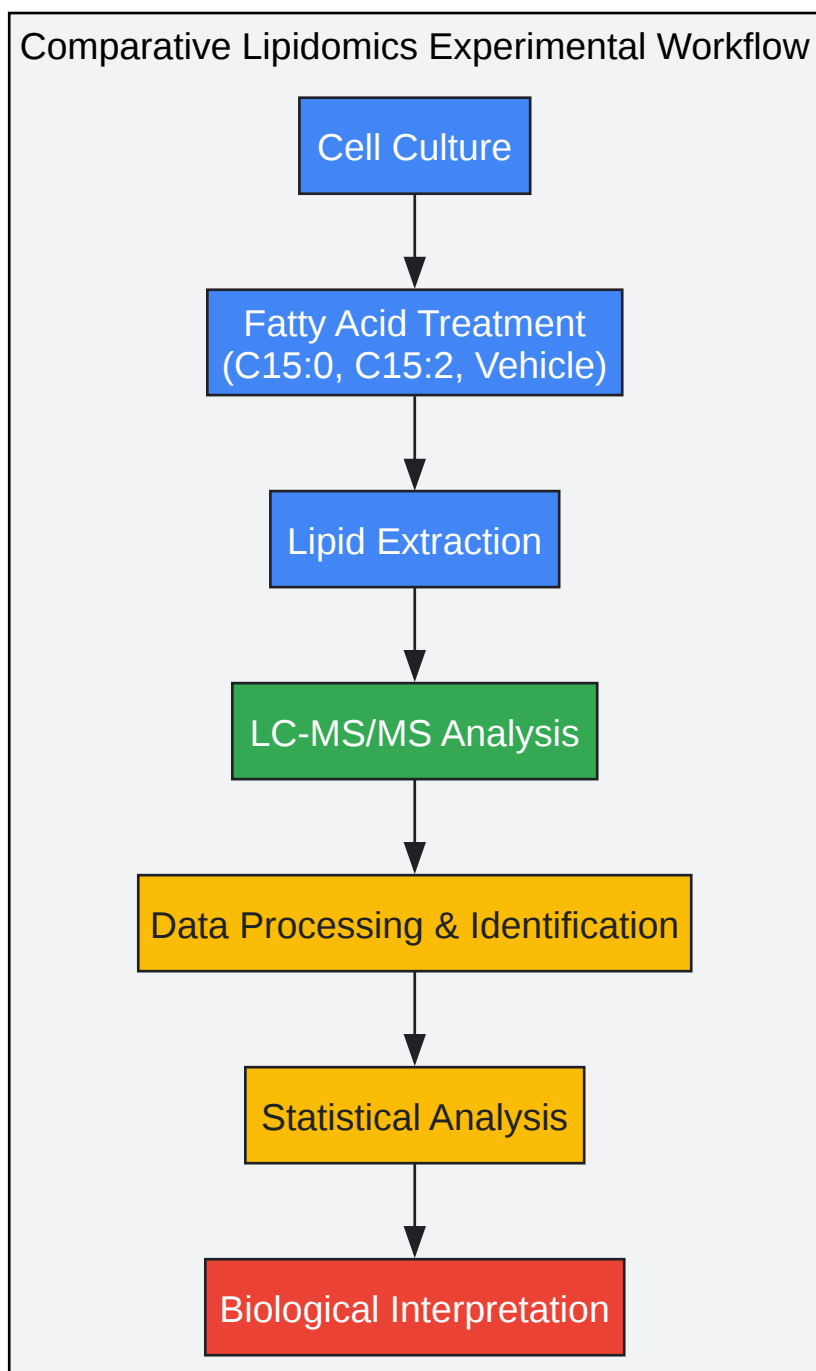 Comparative Lipidomics Experimental Workflow
Cell Culture
Fatty Acid Treatment
(C15:0, C15:2, Vehicle)
Lipid Extraction
LC-MS/MS Analysis
Data Processing & Identification
Statistical Analysis
Biological Interpretation